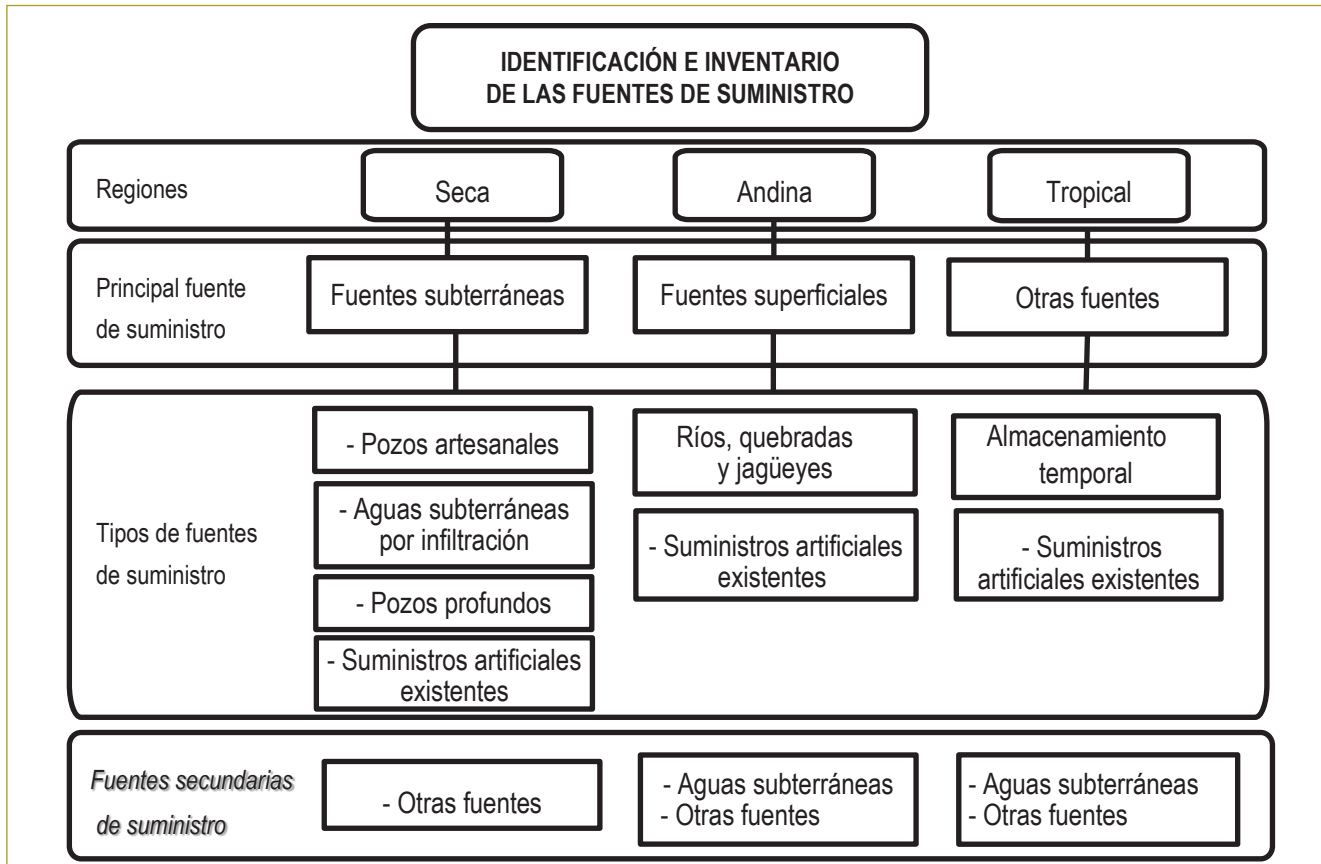 IDENTIFICACIÓN E INVENTARIO
DE LAS FUENTES DE SUMINISTRO
Regiones
Seca
Andina
Tropical
Principal fuente
de suministro
Fuentes subterráneas
Fuentes superficiales
Otras fuentes
Tipos de fuentes
de suministro
- Pozos artesanales
- Aguas subterráneas
por infiltración
- Pozos profundos
- Suministros artificiales
existentes
Ríos, quebradas
y jagüeyes
- Suministros artificiales
existentes
Almacenamiento
temporal
- Suministros
artificiales existentes
Fuentes secundarias
de suministro
- Otras fuentes
- Aguas subterráneas
- Otras fuentes
- Aguas subterráneas
- Otras fuentes